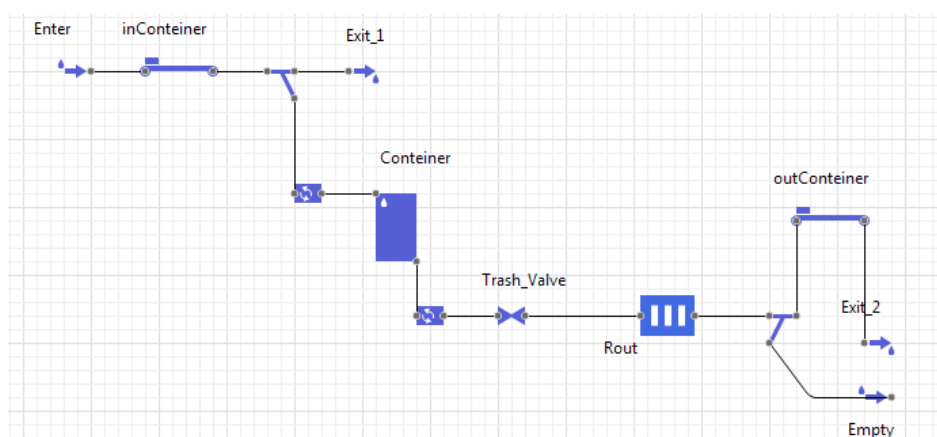 Enter
inConteiner
Exit_1
Conteiner
outConteiner
Trash_Valve
Exit_2
Rout
Empty